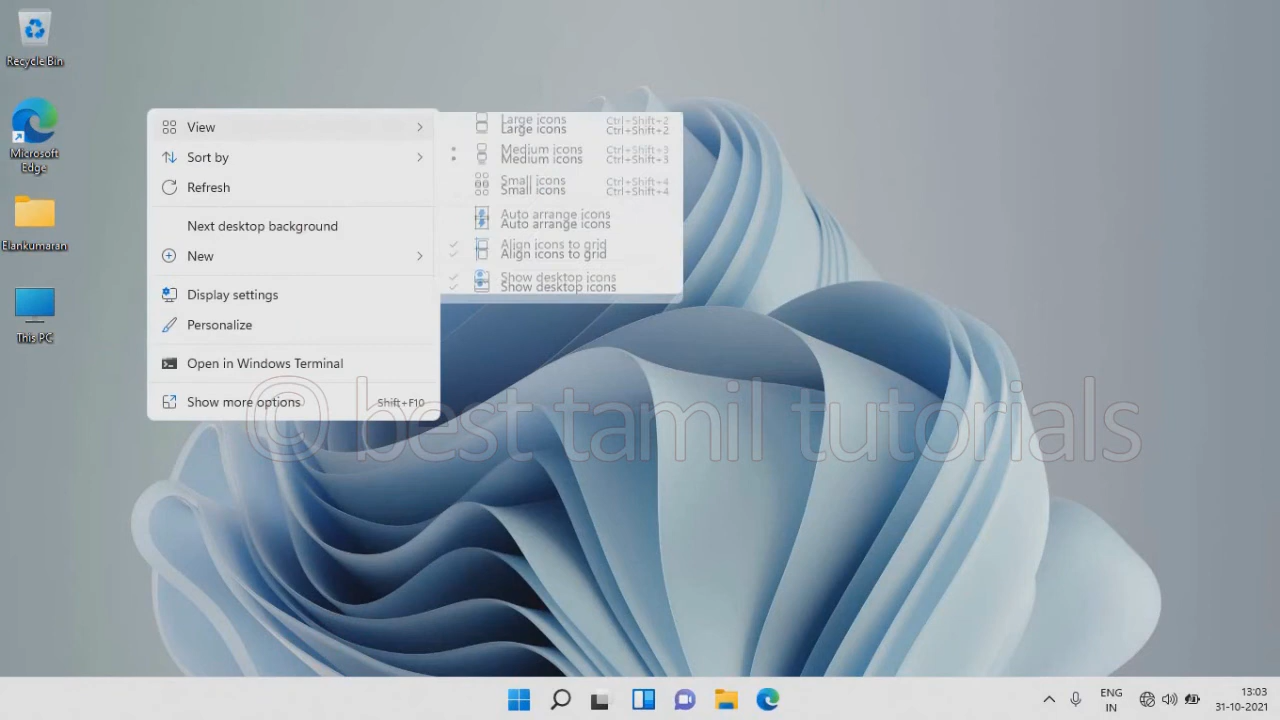 Recycle Bin
Microsoft
Edge
Elankumaran
This PC
View
Sort by
Refresh
Next desktop background
New
Display settings
Personalize
Open in Windows Terminal
Show more options Shift+F10
Large icons Ctrl+Shift+2
Medium icons Ctrl+Shift+3
Small icons Ctrl+Shift+4
Auto arrange icons
Align icons to grid
Show desktop icons
© best tamil tutorials
ENG
IN
13:03
31-10-2021